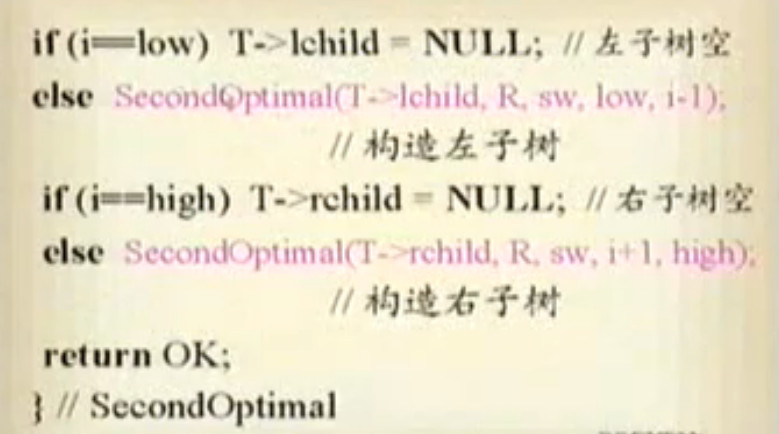 if (i==low) T->lchild = NULL; // 左子树空
else SecondOptimal(T->lchild, R, sw, low, i-1);
// 构造左子树
if (i==high) T->rchild = NULL; // 右子树空
else SecondOptimal(T->rchild, R, sw, i+1, high);
// 构造右子树
return OK;
} // SecondOptimal